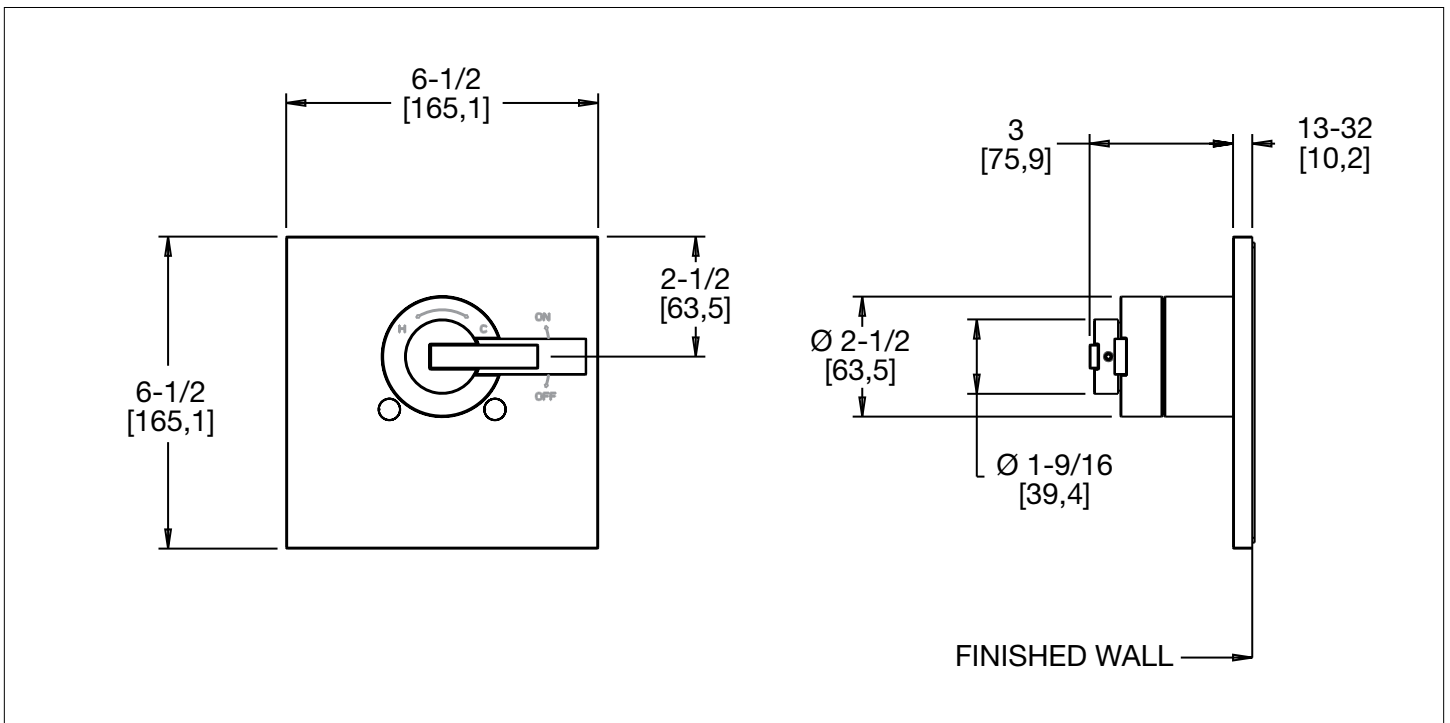 6-1/2
[165,1]
3
[75,9]
13-32
[10,2]
2-1/2
[63,5]
ON
H
C
OFF
6-1/2
[165,1]
Ø 2-1/2
[63,5]
Ø 1-9/16
[39,4]
FINISHED WALL